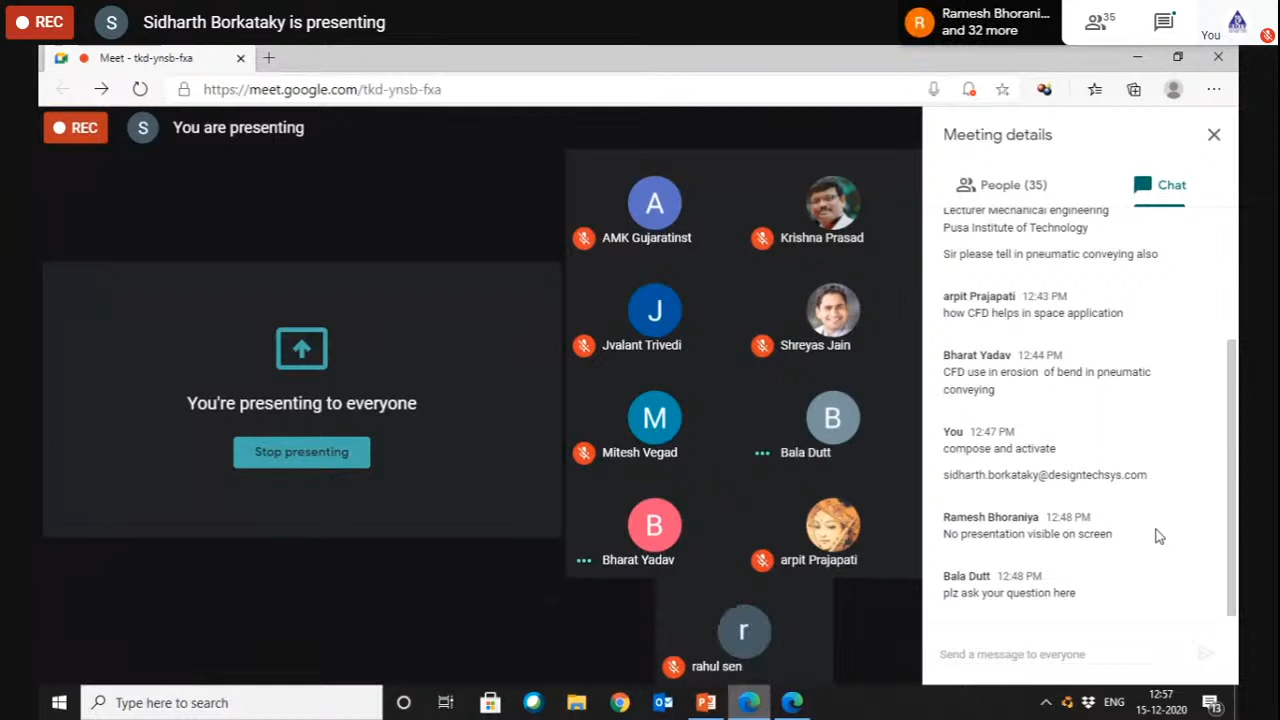 REC
S
Sidharth Borkataky is presenting
R
Ramesh Bhorani...
and 32 more
35
You
Meet - tkd-ynsb-fxa
https://meet.google.com/tkd-ynsb-fxa
REC
S
You are presenting
You're presenting to everyone
Stop presenting
A
AMK Gujaratinst
Krishna Prasad
J
Jvalant Trivedi
Shreyas Jain
M
Mitesh Vegad
B
Bala Dutt
B
Bharat Yadav
arpit Prajapati
r
rahul sen
Meeting details
People (35)
Chat
Lecturer Mechanical engineering
Pusa Institute of Technology
Sir please tell in pneumatic conveying also
arpit Prajapati 12:43 PM
how CFD helps in space application
Bharat Yadav 12:44 PM
CFD use in erosion of bend in pneumatic
conveying
You 12:47 PM
compose and activate
sidharth.borkataky@designtechsys.com
Ramesh Bhoraniya 12:48 PM
No presentation visible on screen
Bala Dutt 12:48 PM
plz ask your question here
Send a message to everyone
Type here to search
ENG
12:57
15-12-2020
13